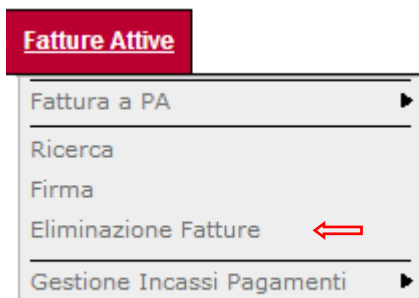 Fatture Attive
Fattura a PA
Ricerca
Firma
Eliminazione Fatture
Gestione Incassi Pagamenti